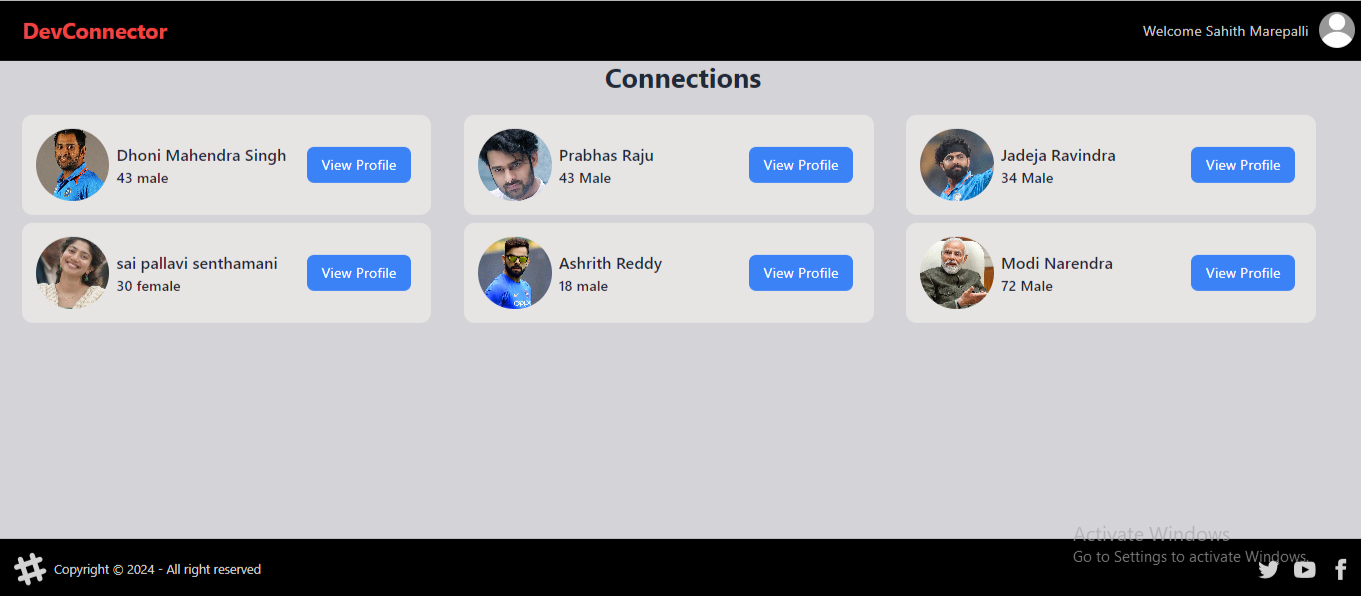 DevConnector
Welcome Sahith Marepalli
Connections
Dhoni Mahendra Singh
43 male
View Profile
Prabhas Raju
43 Male
View Profile
Jadeja Ravindra
34 Male
View Profile
sai pallavi senthamani
30 female
View Profile
Ashrith Reddy
18 male
oppo
View Profile
Modi Narendra
72 Male
View Profile
Activate Windows
Go to Settings to activate Windows.
Copyright © 2024 - All right reserved